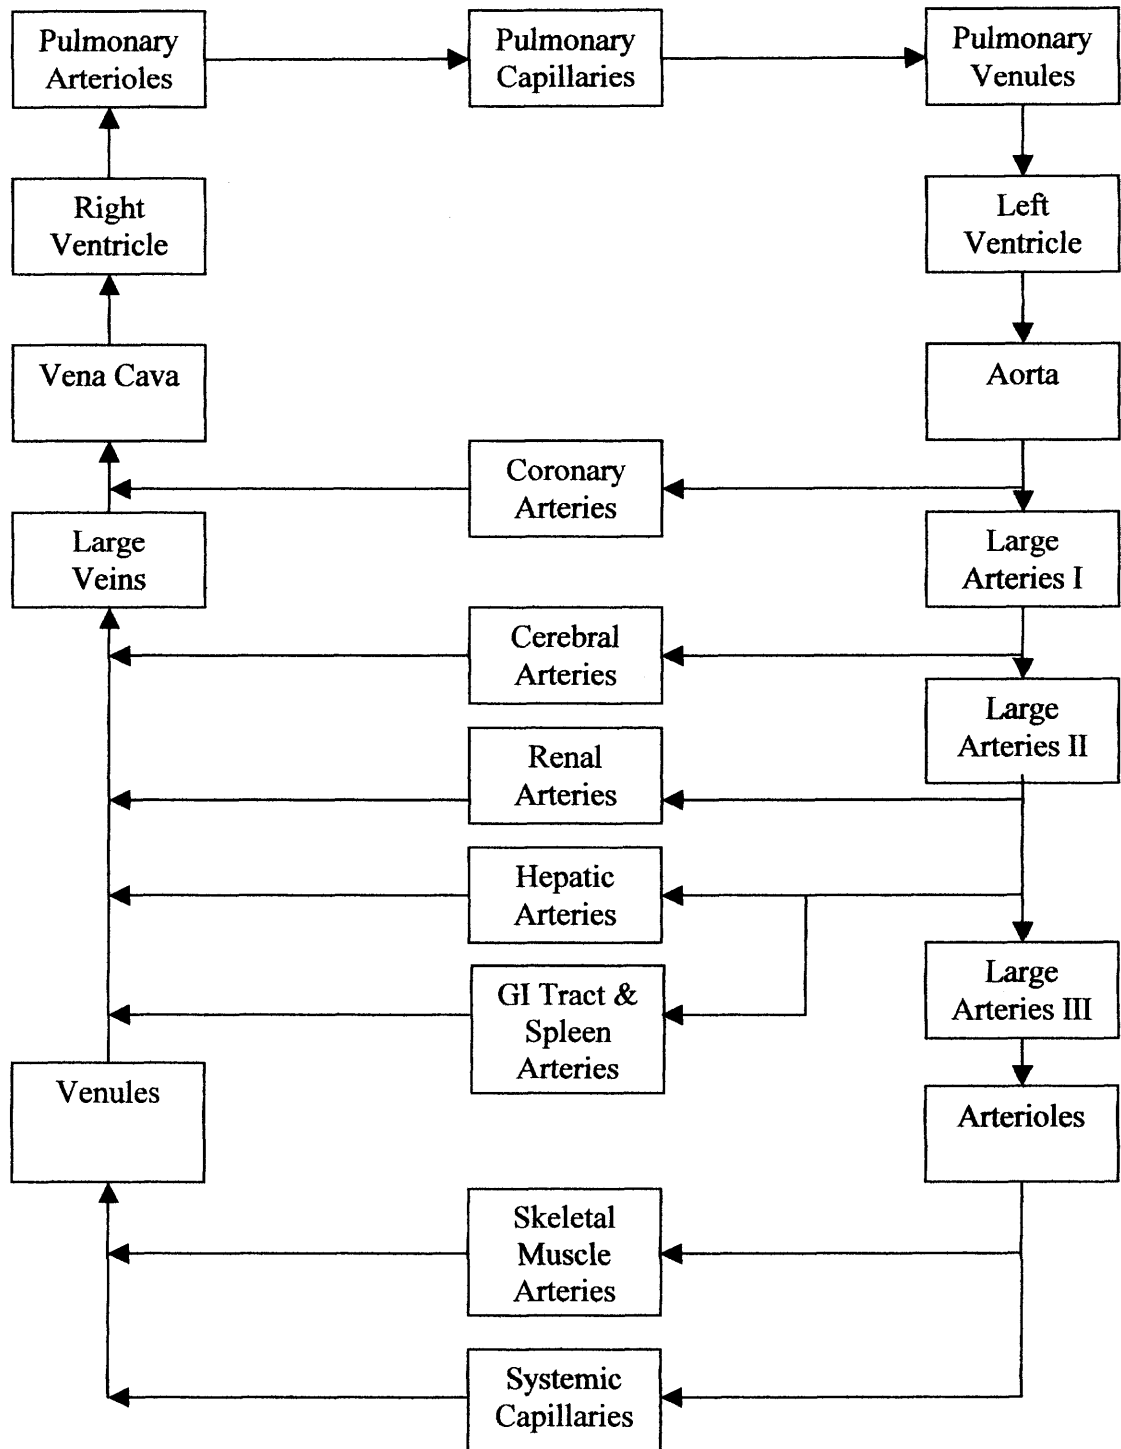 Pulmonary
Arterioles
Pulmonary
Capillaries
Pulmonary
Venules
Right
Ventricle
Left
Ventricle
Vena Cava
Aorta
Coronary
Arteries
Large
Veins
Large
Arteries I
Cerebral
Arteries
Large
Arteries II
Renal
Arteries
Hepatic
Arteries
Large
Arteries III
GI Tract &
Spleen
Arteries
Venules
Arterioles
Skeletal
Muscle
Arteries
Systemic
Capillaries